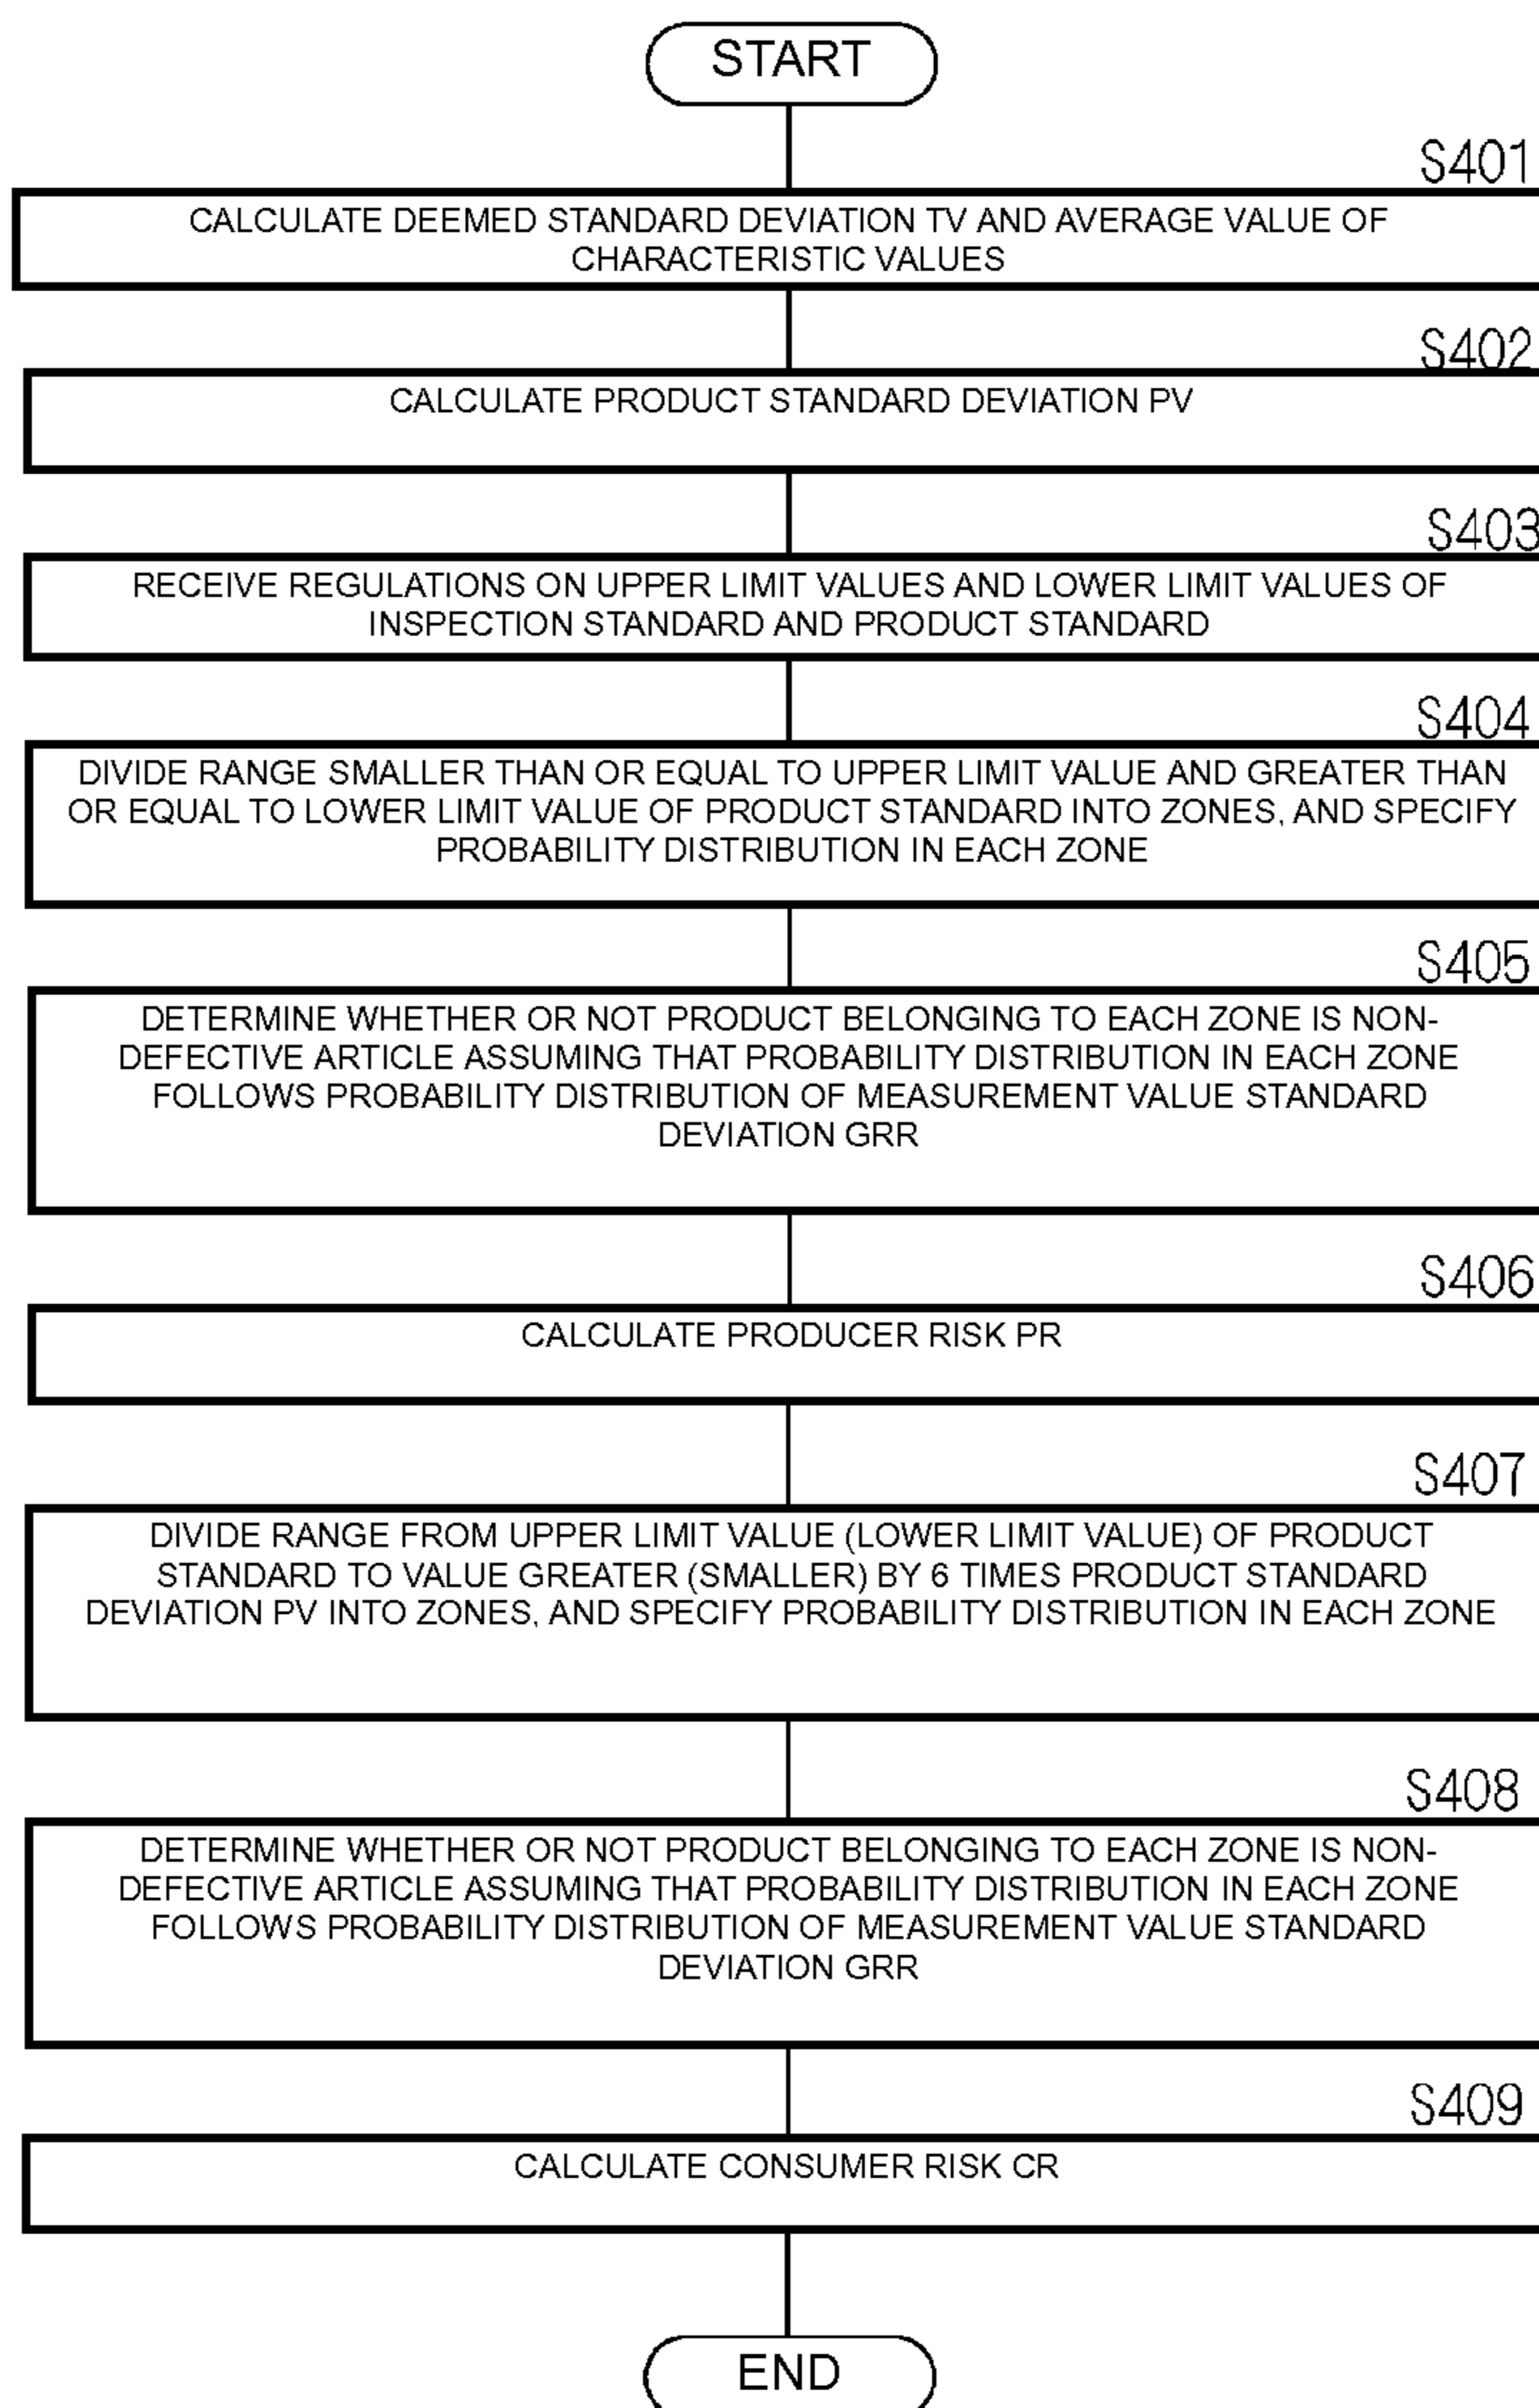 START
S401
CALCULATE DEEMED STANDARD DEVIATION TV AND AVERAGE VALUE OF
CHARACTERISTIC VALUES
S402
CALCULATE PRODUCT STANDARD DEVIATION PV
S403
RECEIVE REGULATIONS ON UPPER LIMIT VALUES AND LOWER LIMIT VALUES OF
INSPECTION STANDARD AND PRODUCT STANDARD
S404
DIVIDE RANGE SMALLER THAN OR EQUAL TO UPPER LIMIT VALUE AND GREATER THAN
OR EQUAL TO LOWER LIMIT VALUE OF PRODUCT STANDARD INTO ZONES, AND SPECIFY
PROBABILITY DISTRIBUTION IN EACH ZONE
S405
DETERMINE WHETHER OR NOT PRODUCT BELONGING TO EACH ZONE IS NON-
DEFECTIVE ARTICLE ASSUMING THAT PROBABILITY DISTRIBUTION IN EACH ZONE
FOLLOWS PROBABILITY DISTRIBUTION OF MEASUREMENT VALUE STANDARD
DEVIATION GRR
S406
CALCULATE PRODUCER RISK PR
S407
DIVIDE RANGE FROM UPPER LIMIT VALUE (LOWER LIMIT VALUE) OF PRODUCT
STANDARD TO VALUE GREATER (SMALLER) BY 6 TIMES PRODUCT STANDARD
DEVIATION PV INTO ZONES, AND SPECIFY PROBABILITY DISTRIBUTION IN EACH ZONE
S408
DETERMINE WHETHER OR NOT PRODUCT BELONGING TO EACH ZONE IS NON-
DEFECTIVE ARTICLE ASSUMING THAT PROBABILITY DISTRIBUTION IN EACH ZONE
FOLLOWS PROBABILITY DISTRIBUTION OF MEASUREMENT VALUE STANDARD
DEVIATION GRR
S409
CALCULATE CONSUMER RISK CR
END